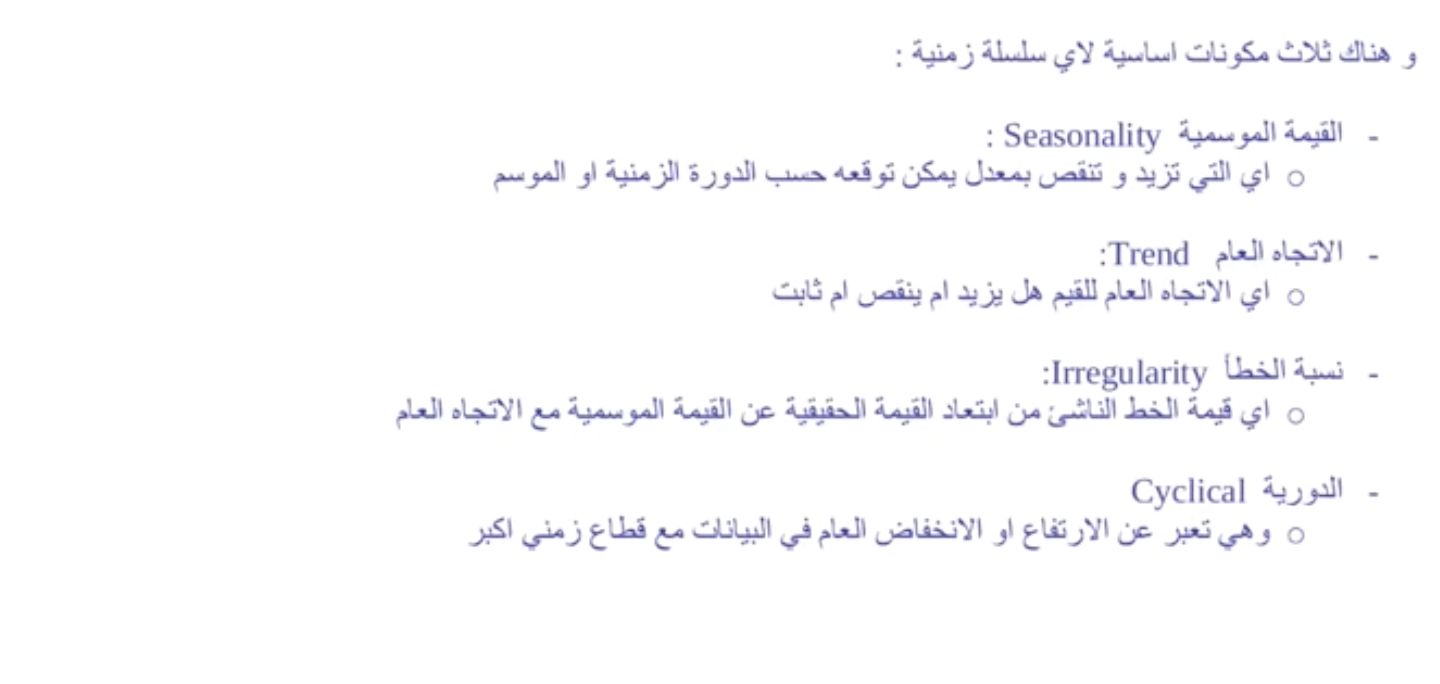 و هناك ثلاث مكونات اساسية لاي سلسلة زمنية :
- القيمة الموسمية Seasonality :
○ اي التي تزيد و تنقص بمعدل يمكن توقعه حسب الدورة الزمنية او الموسم
- الاتجاه العام Trend:
○ اي الاتجاه العام للقيم هل يزيد ام ينقص ام ثابت
- نسبة الخطأ Irregularity:
○ اي قيمة الخط الناشئ من ابتعاد القيمة الحقيقية عن القيمة الموسمية مع الاتجاه العام
- الدورية Cyclical
○ وهي تعبر عن الارتفاع او الانخفاض العام في البيانات مع قطاع زمني اكبر